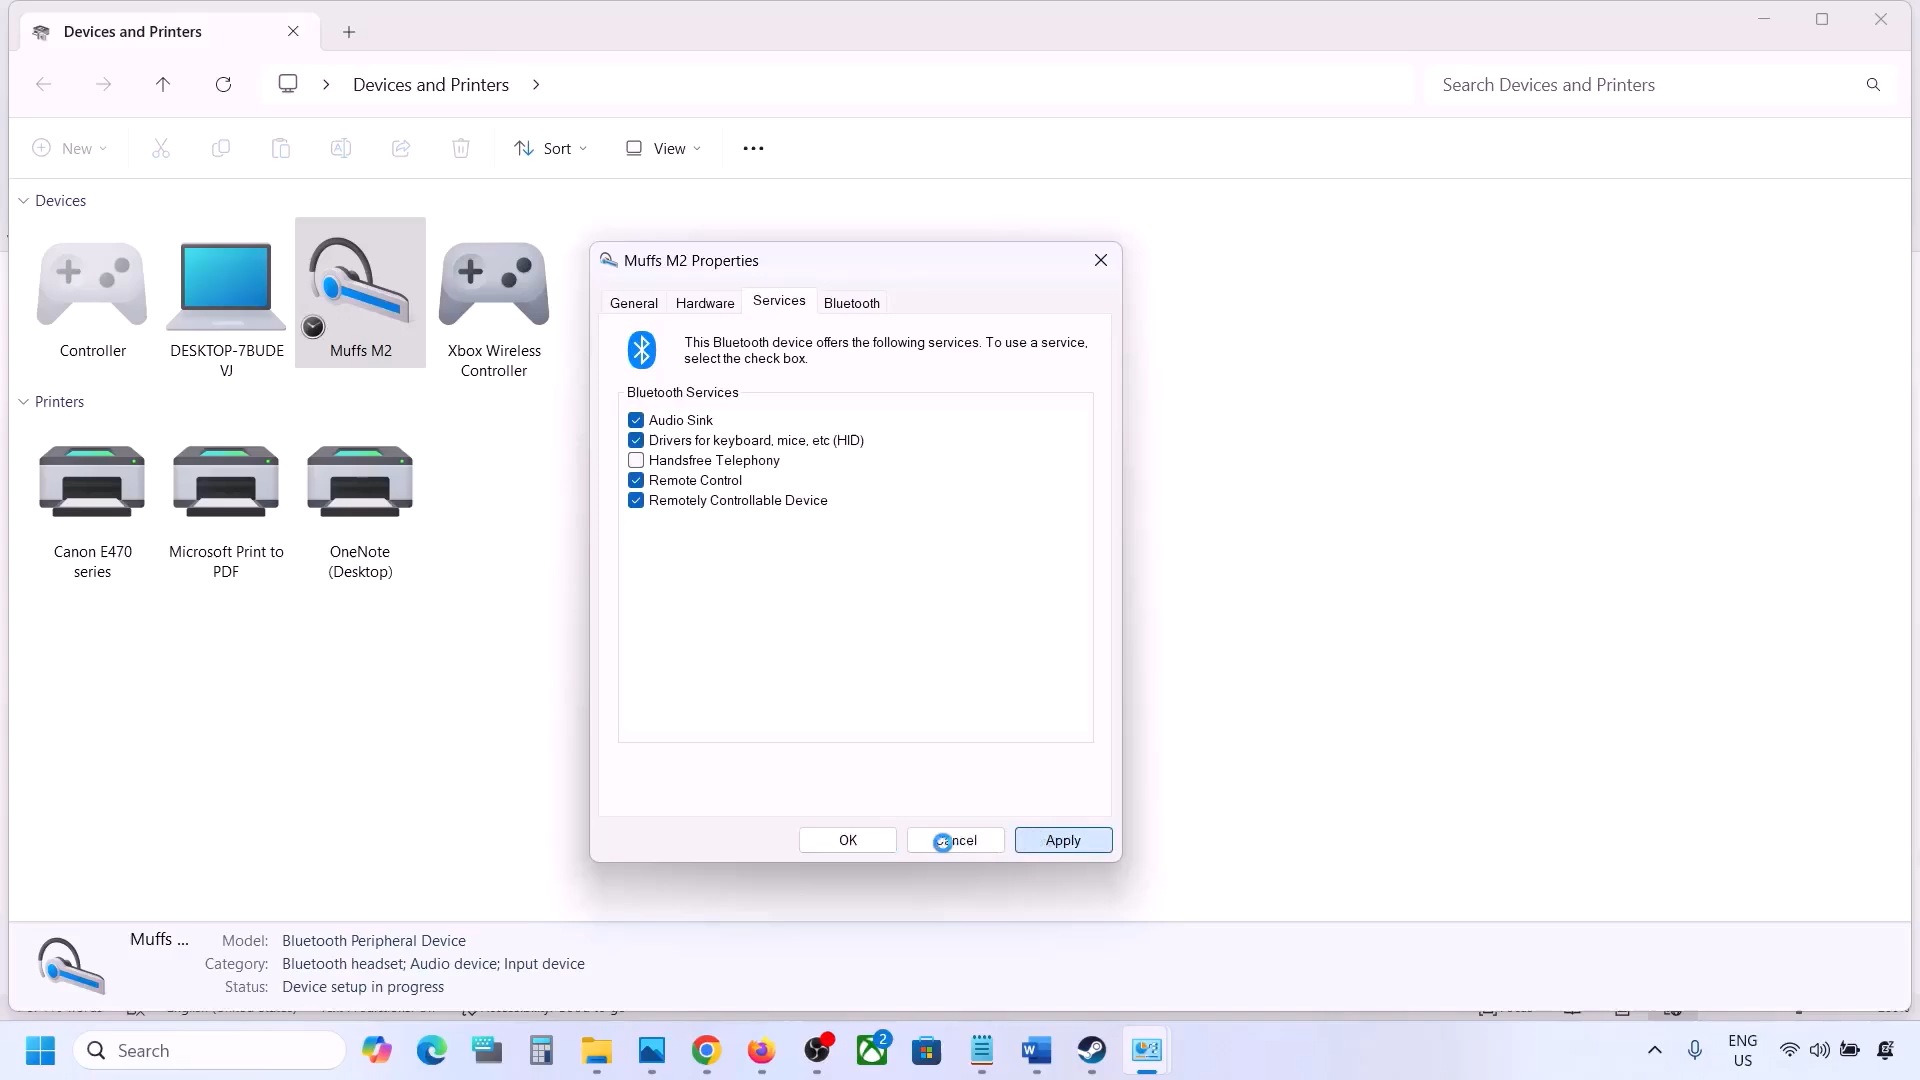 Devices and Printers
Devices and Printers
Search Devices and Printers
New
Sort
View
Devices
Controller
DESKTOP-7BUDE
VJ
Muffs M2
Xbox Wireless
Controller
Printers
Canon E470
series
Microsoft Print to
PDF
OneNote
(Desktop)
Muffs M2 Properties
General
Hardware
Services
Bluetooth
This Bluetooth device offers the following services. To use a service,
select the check box.
Bluetooth Services
Audio Sink
Drivers for keyboard, mice, etc (HID)
Handsfree Telephony
Remote Control
Remotely Controllable Device
OK
Apply
Muffs ...
Model: Bluetooth Peripheral Device
Category: Bluetooth headset; Audio device; Input device
Status: Device setup in progress
Search
2
ENG
US